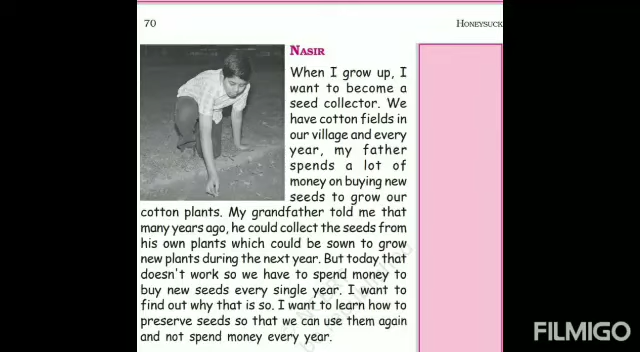 70
HONEYSUCK
NASIR
When I grow up, I
want to become a
seed collector. We
have cotton fields in
our village and every
year, my father
spends a lot of
money on buying new
seeds to grow our
cotton plants. My grandfather told me that
many years ago, he could collect the seeds from
his own plants which could be sown to grow
new plants during the next year. But today that
doesn't work so we have to spend money to
buy new seeds every single year. I want to
find out why that is so. I want to learn how to
preserve seeds so that we can use them again
and not spend money every year.
FILMIGO